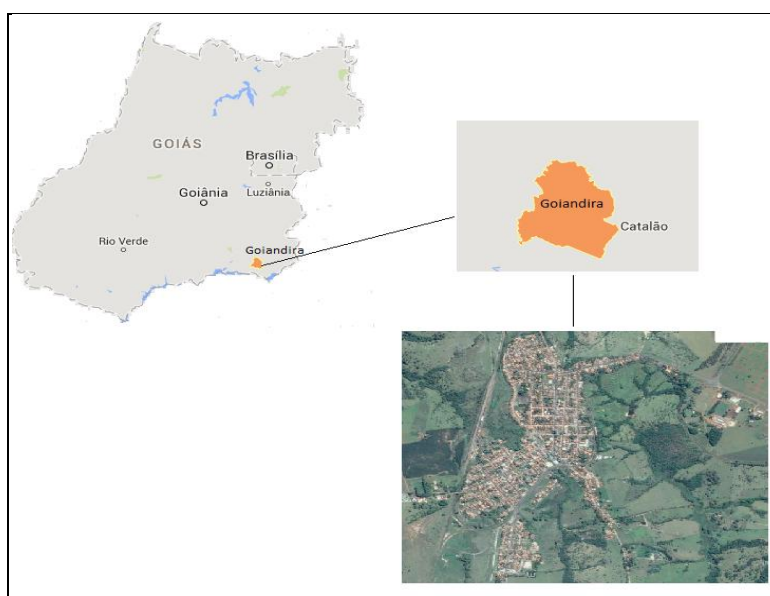 GOIÁS
Brasília
Goiânia
Luziânia
Rio Verde
Goiandira
Goiandira
Catalão